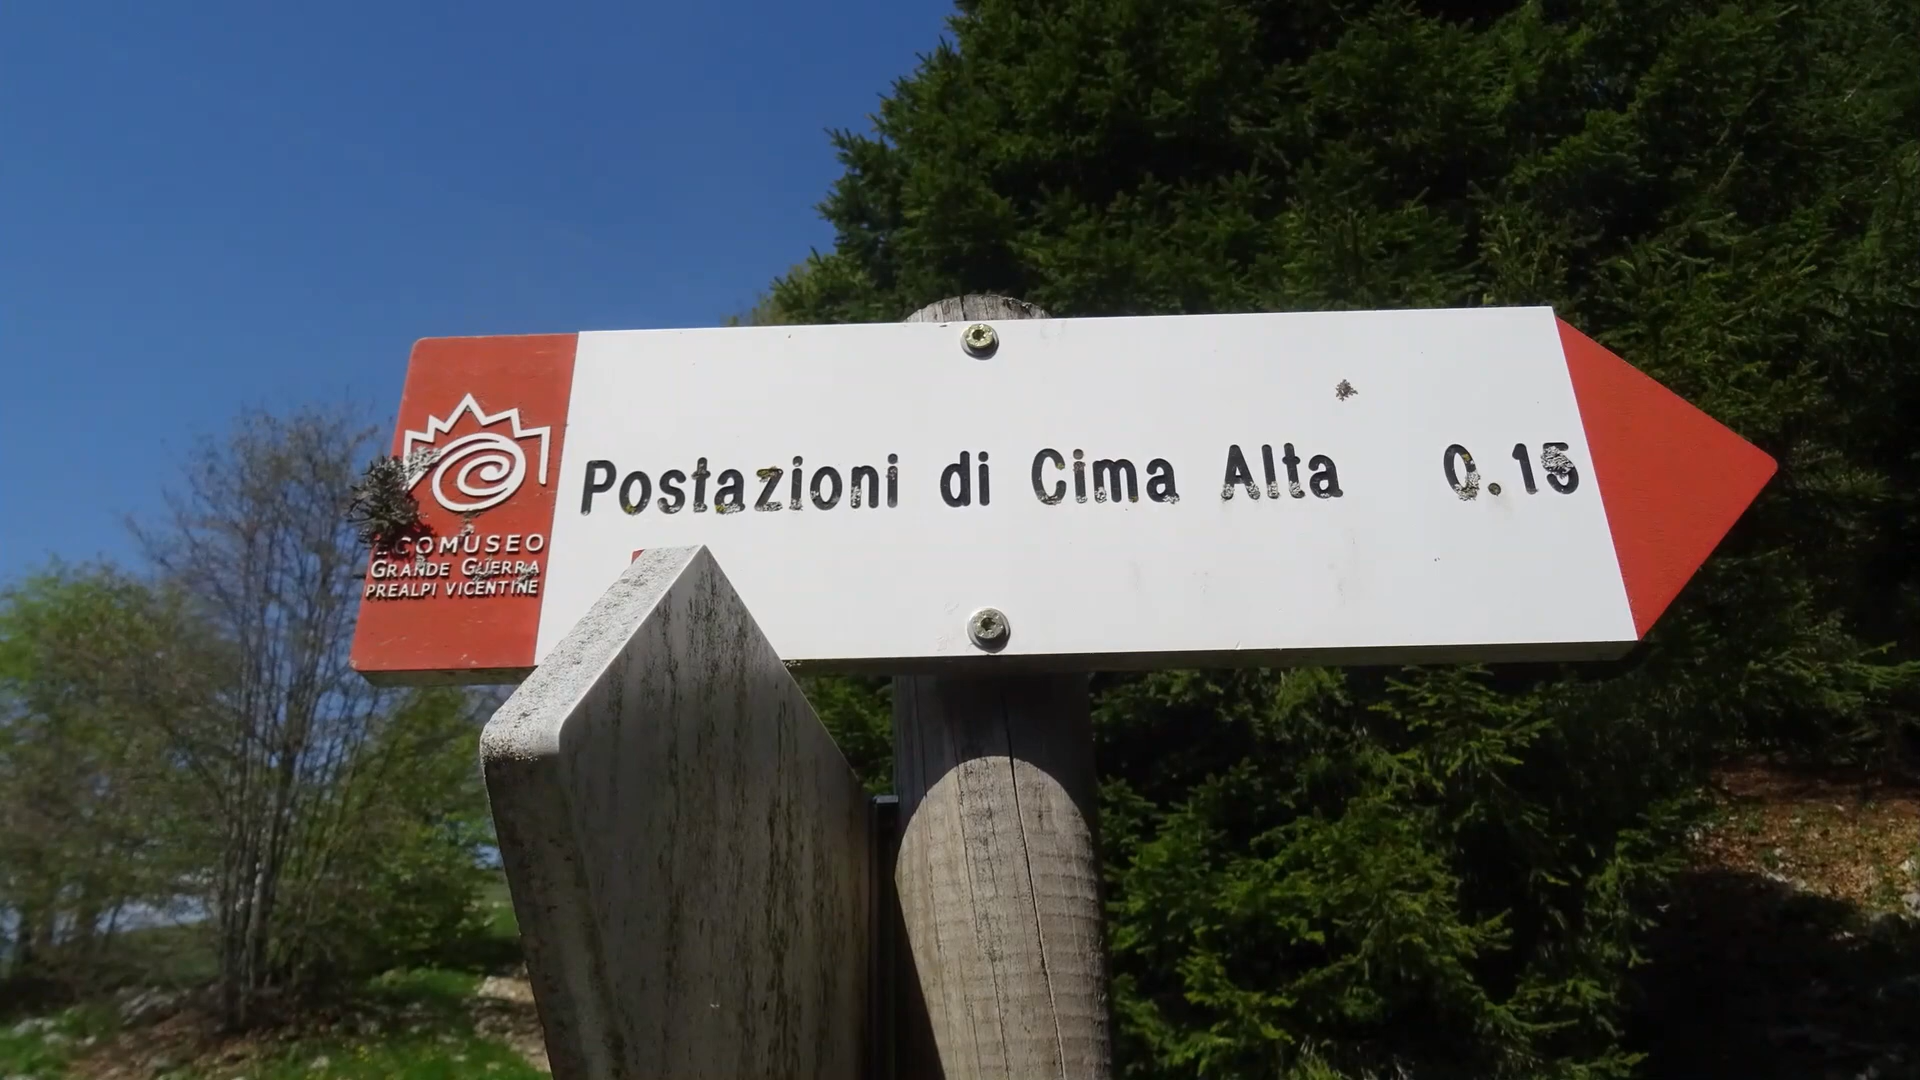 Postazioni di Cima Alta 0.15
ECOMUSEO
GRANDE GUERRA
PREALPI VICENTINE